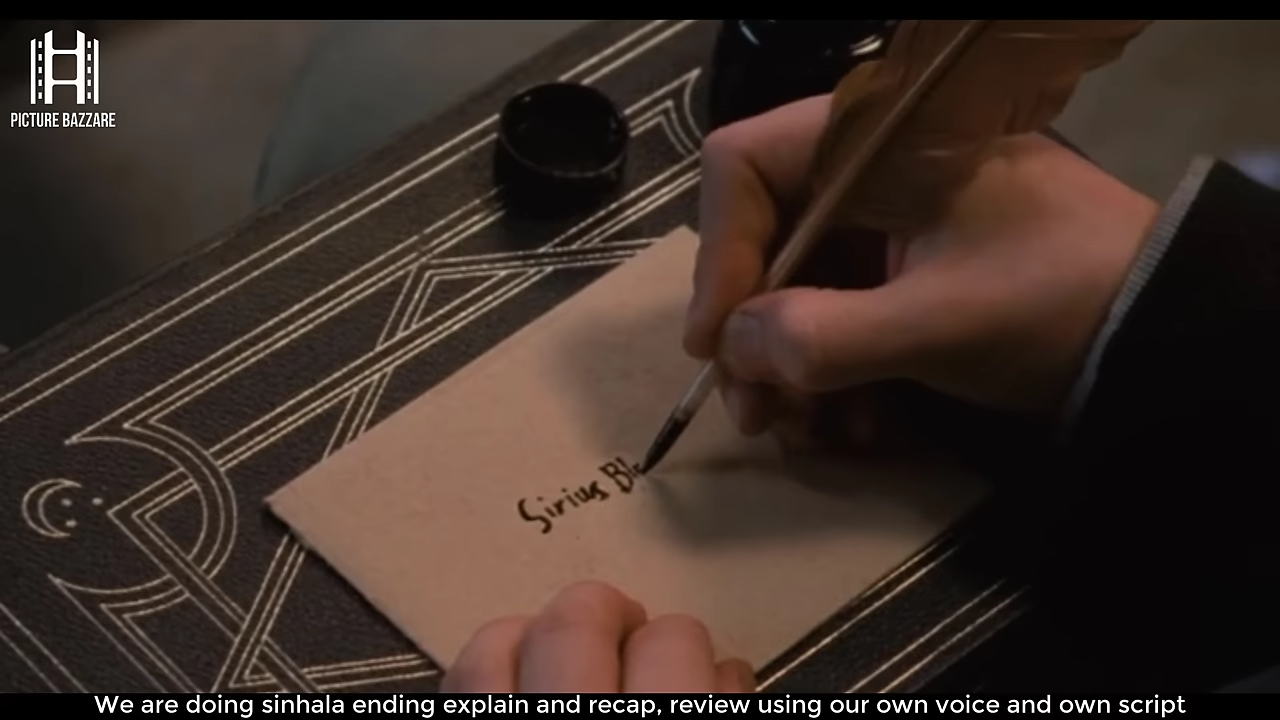 PICTURE BAZZARE
Sirius Bl
We are doing sinhala ending explain and recap, review using our own voice and own script